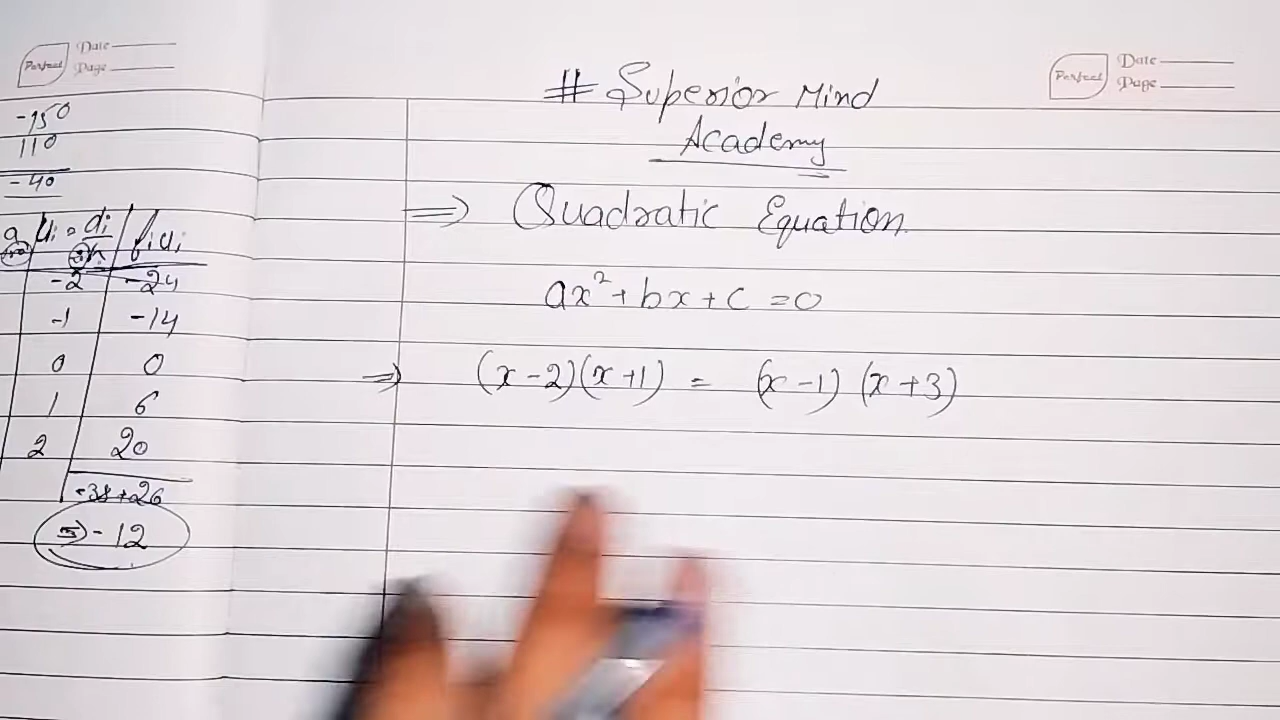 Perfect
Date
Page
-150
110
-40
ui = di/h fiui
-2 -24
-1 -14
0 0
1 6
2 20
-38+26
⇒ -12
Perfect
Date
Page
# Superior Mind
Academy
⇒ Quadratic Equation.
ax²+bx+c=0
⇒ (x-2)(x+1) = (x-1) (x+3)